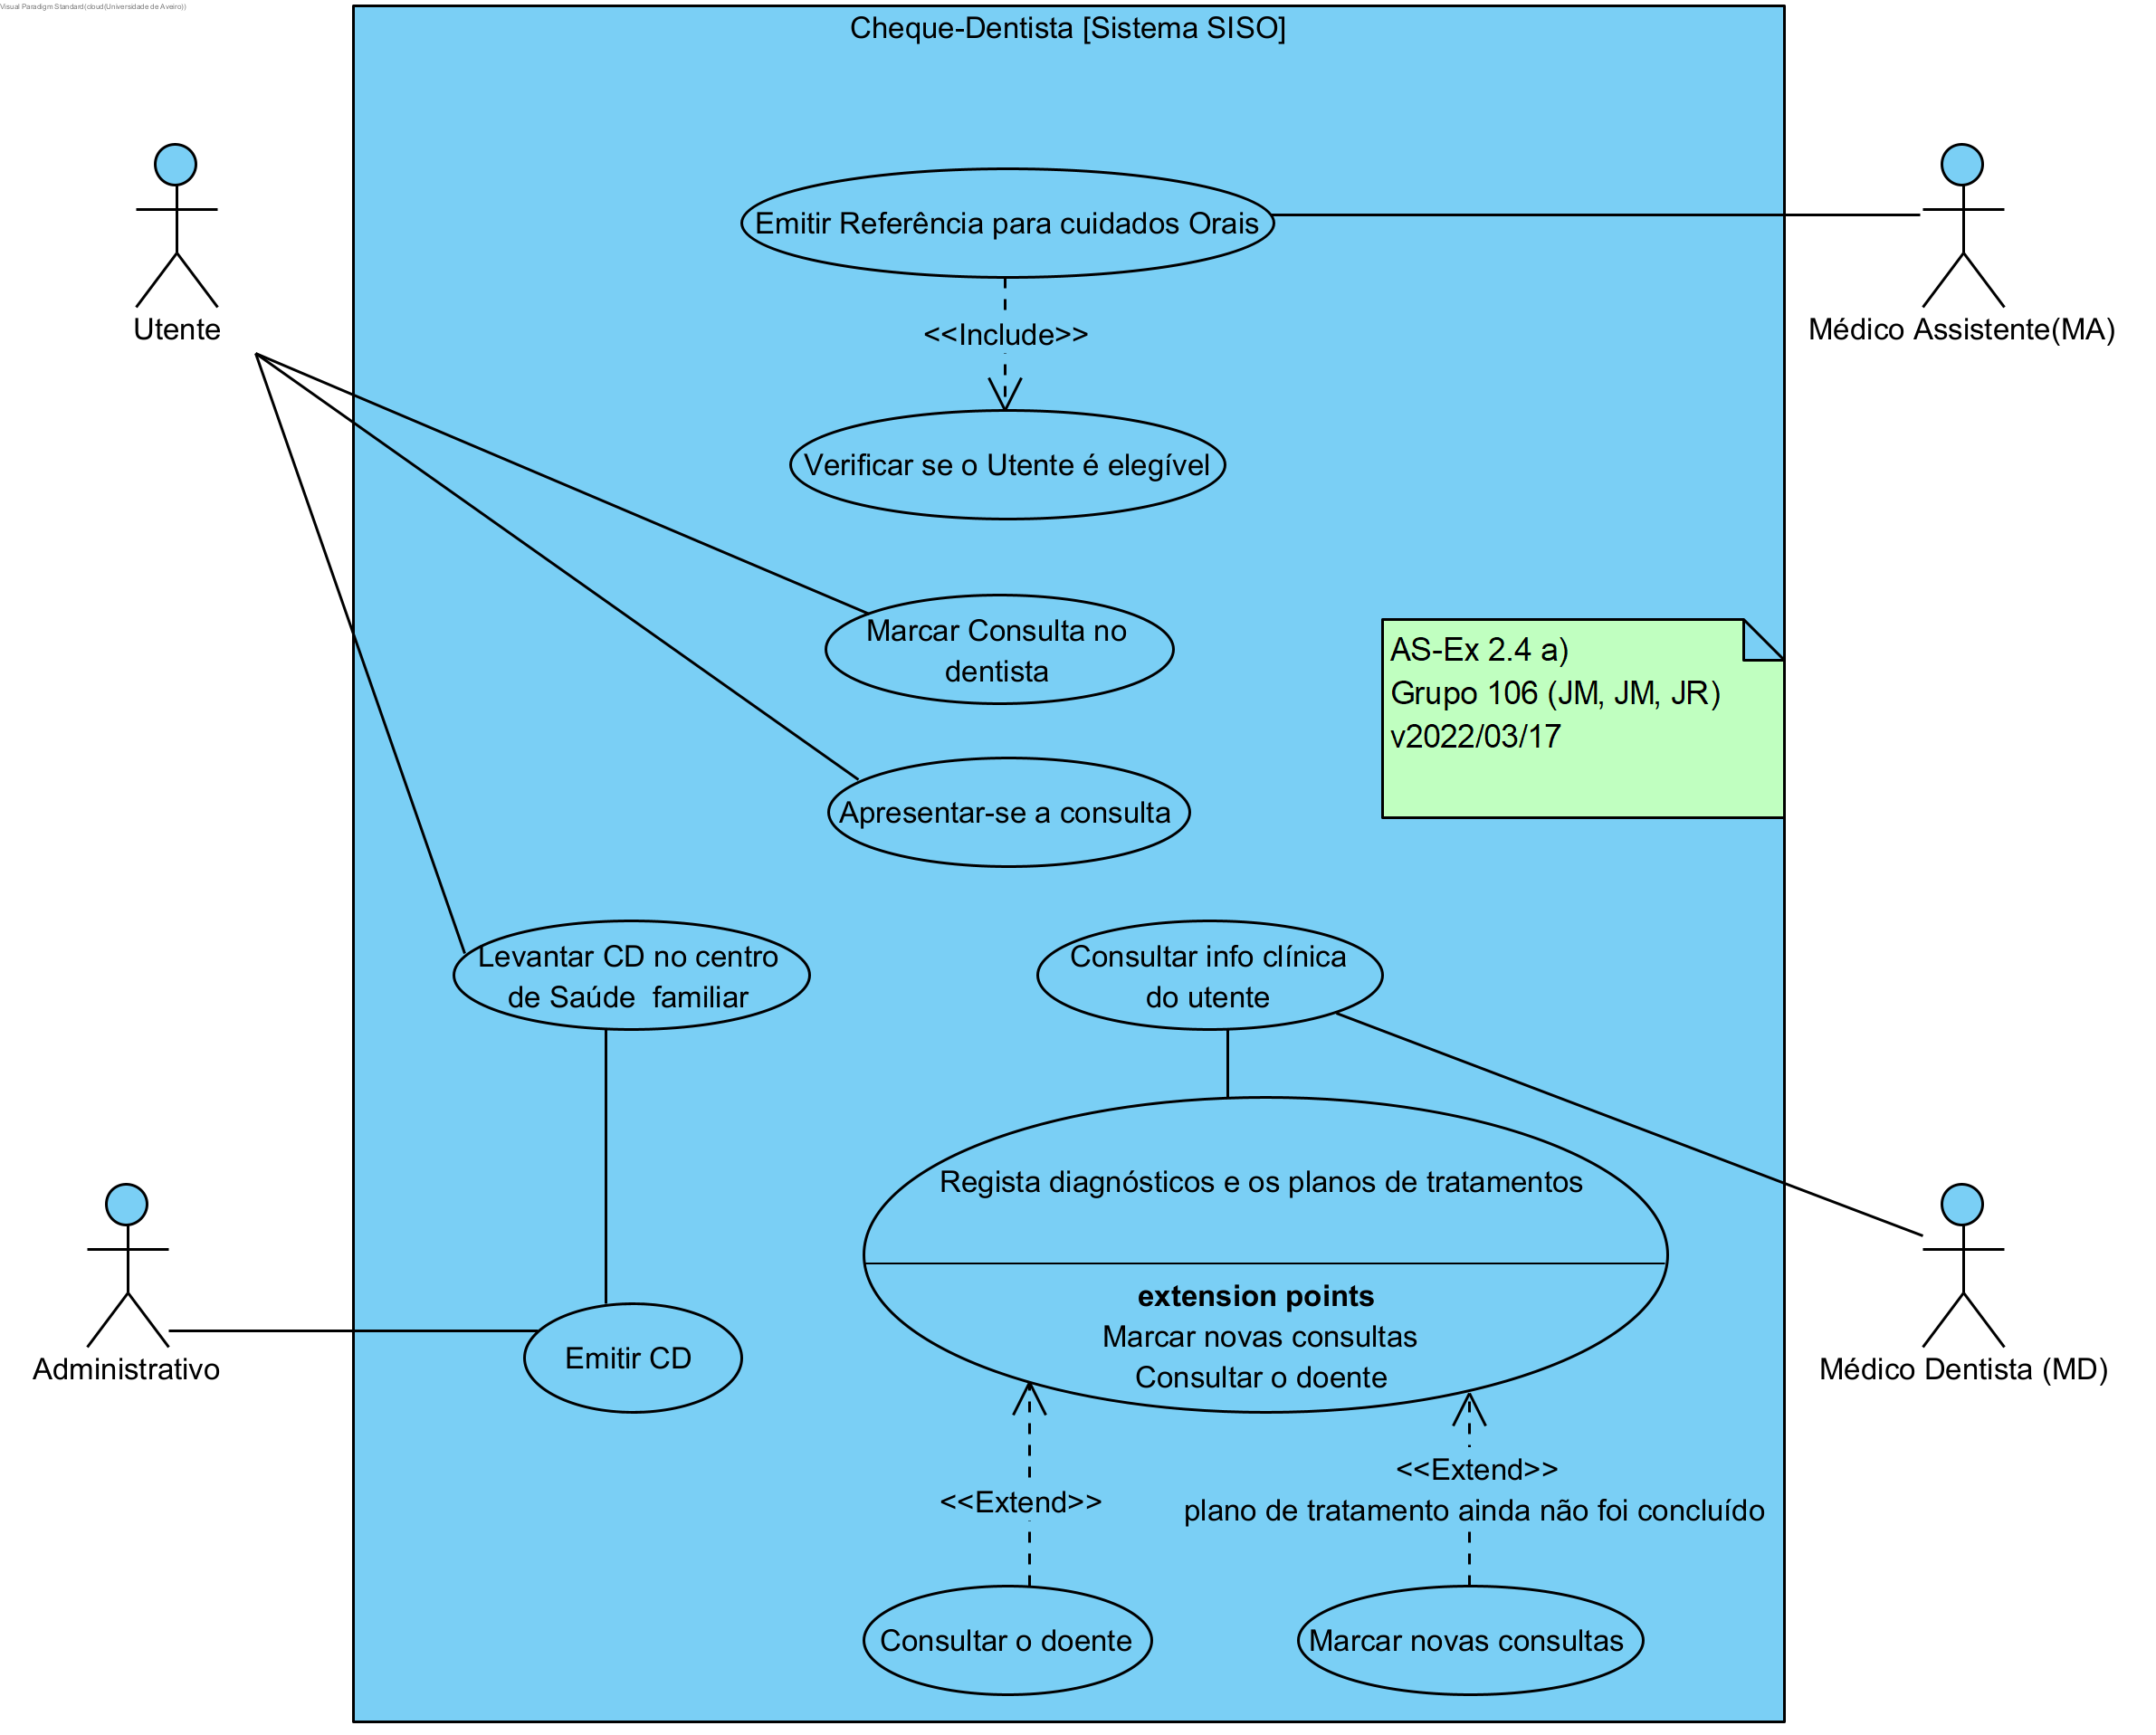 Visual Paradigm Standard(cloud(Universidade de Aveiro))
Cheque-Dentista [Sistema SISO]
Emitir Referência para cuidados Orais
Utente
Médico Assistente(MA)
<<Include>>
Verificar se o Utente é elegível
Marcar Consulta no
dentista
AS-Ex 2.4 a)
Grupo 106 (JM, JM, JR)
v2022/03/17
Apresentar-se a consulta
Levantar CD no centro
de Saúde  familiar
Consultar info clínica
do utente
Regista diagnósticos e os planos de tratamentos
extension points
Marcar novas consultas
Consultar o doente
Administrativo
Emitir CD
Médico Dentista (MD)
<<Extend>>
<<Extend>>
plano de tratamento ainda não foi concluído
Consultar o doente
Marcar novas consultas